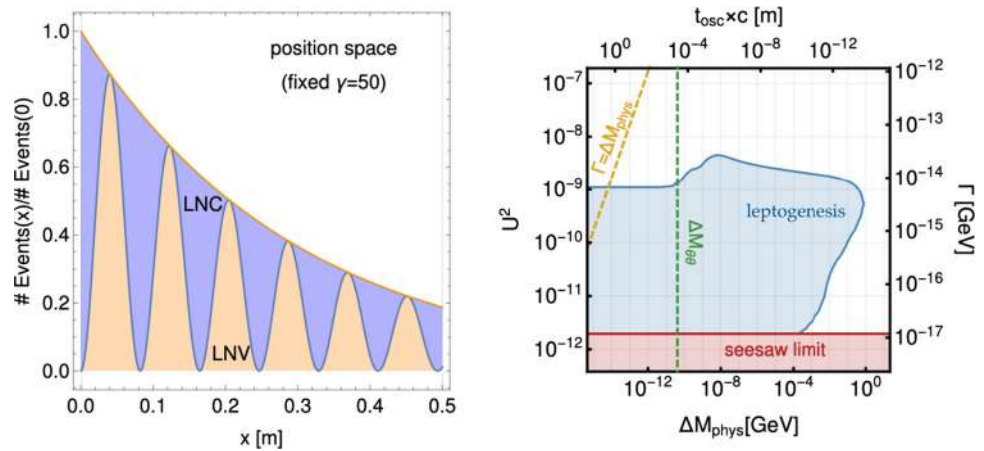 position space
(fixed γ=50)
LNC
LNV
# Events(x)/# Events(0)
1.0
0.8
0.6
0.4
0.2
0.0
0.0 0.1 0.2 0.3 0.4 0.5
x [m]
t_osc×c [m]
10^0 10^-4 10^-8 10^-12
U^2
10^-7
10^-8
10^-9
10^-10
10^-11
10^-12
Γ=ΔM_phys
ΔM_θθ
leptogenesis
seesaw limit
10^-12
10^-13
10^-14
10^-15
10^-16
10^-17
Γ [GeV]
10^-12 10^-8 10^-4 10^0
ΔM_phys[GeV]